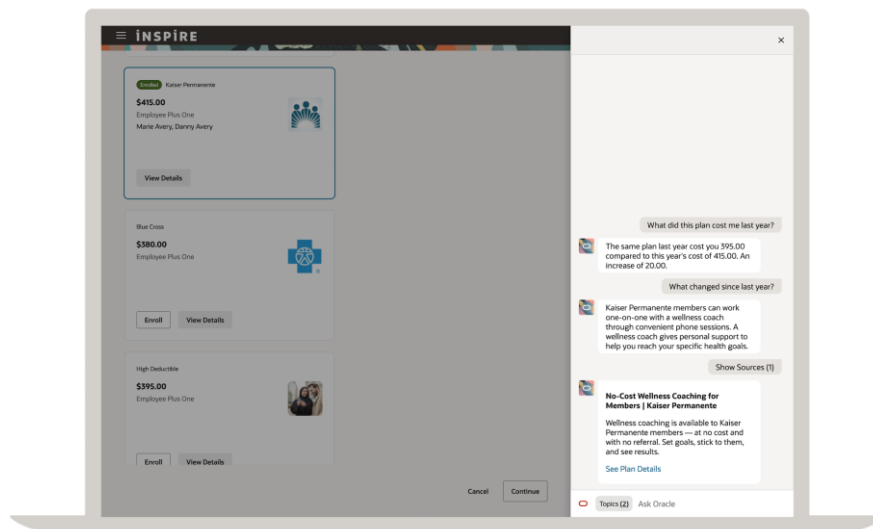 iNSPiRE
Enrolled Kaiser Permanente
$415.00
Employee Plus One
Marie Avery, Danny Avery
View Details
Blue Cross
$380.00
Employee Plus One
Enroll View Details
High Deductible
$395.00
Employee Plus One
Enroll View Details
Cancel Continue
What did this plan cost me last year?
The same plan last year cost you 395.00
compared to this year's cost of 415.00. An
increase of 20.00.
What changed since last year?
Kaiser Permanente members can work
one-on-one with a wellness coach
through convenient phone sessions. A
wellness coach gives personal support to
help you reach your specific health goals.
Show Sources (1)
No-Cost Wellness Coaching for
Members | Kaiser Permanente
Wellness coaching is available to Kaiser
Permanente members — at no cost and
with no referral. Set goals, stick to them,
and see results.
See Plan Details
Topics (2) Ask Oracle